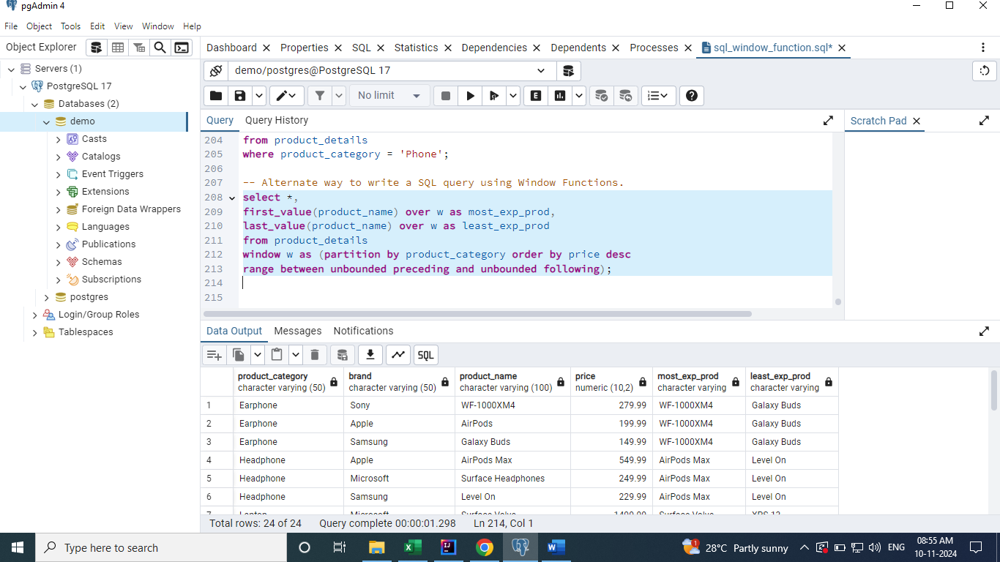 pgAdmin 4
File Object Tools Edit View Window Help
Object Explorer
Dashboard Properties SQL Statistics Dependencies Dependents Processes sql_window_function.sql*
Servers (1)
PostgreSQL 17
Databases (2)
demo
Casts
Catalogs
Event Triggers
Extensions
Foreign Data Wrappers
Languages
Publications
Schemas
Subscriptions
postgres
Login/Group Roles
Tablespaces
demo/postgres@PostgreSQL 17
No limit
E
Query Query History
Scratch Pad
204 from product_details
205 where product_category = 'Phone';
206
207 -- Alternate way to write a SQL query using Window Functions.
208 select *,
209 first_value(product_name) over w as most_exp_prod,
210 last_value(product_name) over w as least_exp_prod
211 from product_details
212 window w as (partition by product_category order by price desc
213 range between unbounded preceding and unbounded following);
214
215
Data Output Messages Notifications
SQL
product_category brand product_name price most_exp_prod least_exp_prod
character varying (50) character varying (50) character varying (100) numeric (10,2) character varying character varying
1 Earphone Sony WF-1000XM4 279.99 WF-1000XM4 Galaxy Buds
2 Earphone Apple AirPods 199.99 WF-1000XM4 Galaxy Buds
3 Earphone Samsung Galaxy Buds 149.99 WF-1000XM4 Galaxy Buds
4 Headphone Apple AirPods Max 549.99 AirPods Max Level On
5 Headphone Microsoft Surface Headphones 249.99 AirPods Max Level On
6 Headphone Samsung Level On 229.99 AirPods Max Level On
Total rows: 24 of 24 Query complete 00:00:01.298 Ln 214, Col 1
Type here to search
28°C Partly sunny
ENG
08:55 AM
10-11-2024